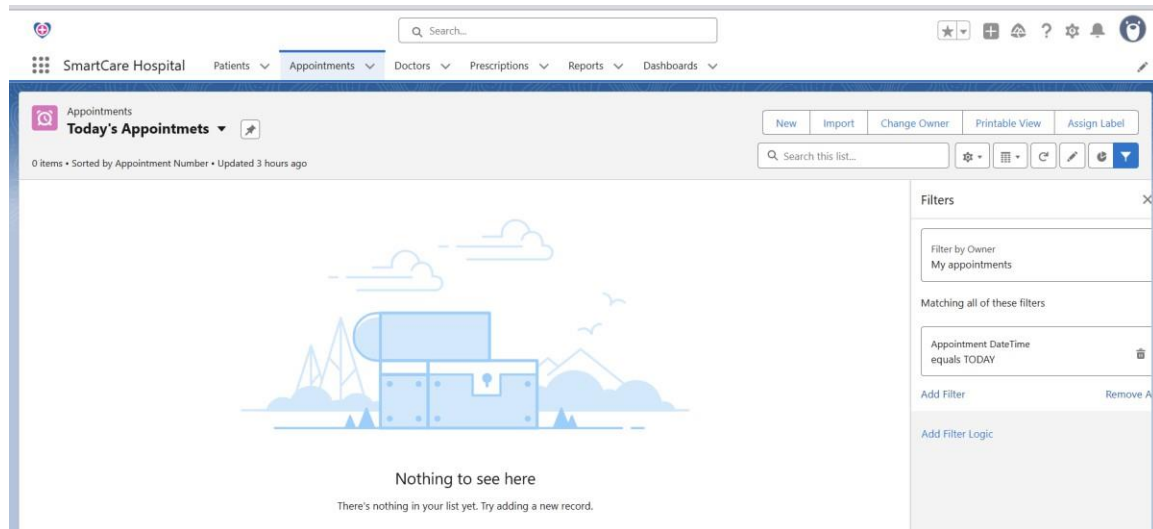 Search...
SmartCare Hospital Patients Appointments Doctors Prescriptions Reports Dashboards
Appointments
Today's Appointmets
New Import Change Owner Printable View Assign Label
0 items • Sorted by Appointment Number • Updated 3 hours ago
Search this list...
Filters
Filter by Owner
My appointments
Matching all of these filters
Appointment DateTime
equals TODAY
Add Filter Remove A
Add Filter Logic
Nothing to see here
There's nothing in your list yet. Try adding a new record.